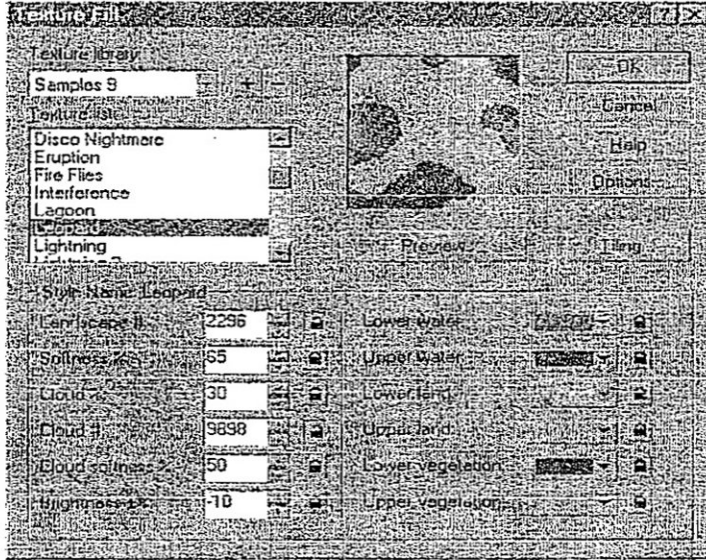 Texture Fill
Texture library:
Samples 9
+ -
Texture list:
Disco Nightmare
Eruption
Fire Flies
Interference
Lagoon
Leopard
Lightning
OK
Cancel
Help
Options...
Preview
Tiling...
Style Name: Leopard
Landscape #: 2296
Softness %: 65
Cloud %: 30
Cloud #: 9898
Cloud softness %: 50
Brightness ±%: -10
Lower water:
Upper water:
Lower land:
Upper land:
Lower vegetation:
Upper vegetation: